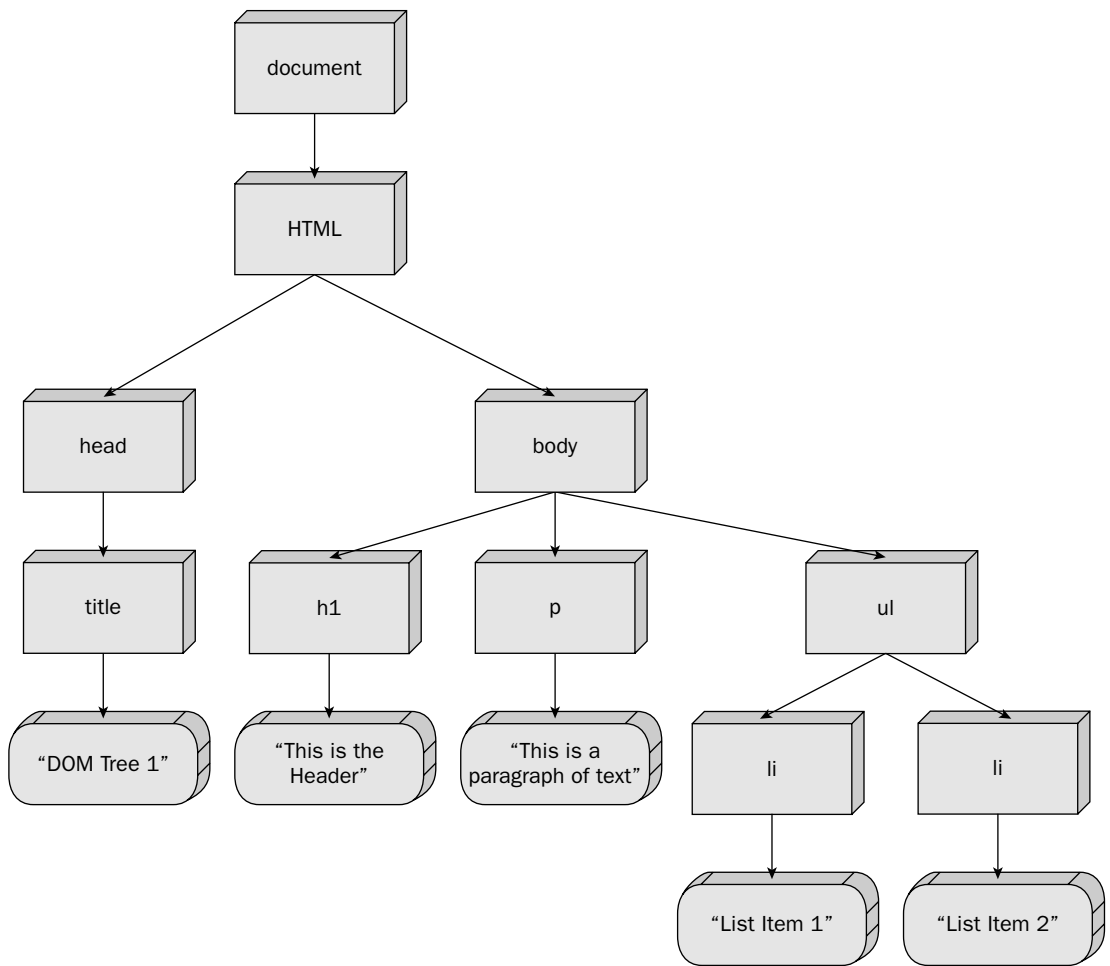 document
HTML
head
body
title
h1
p
ul
“DOM Tree 1”
“This is the
Header”
“This is a
paragraph of text”
li
li
“List Item 1”
“List Item 2”